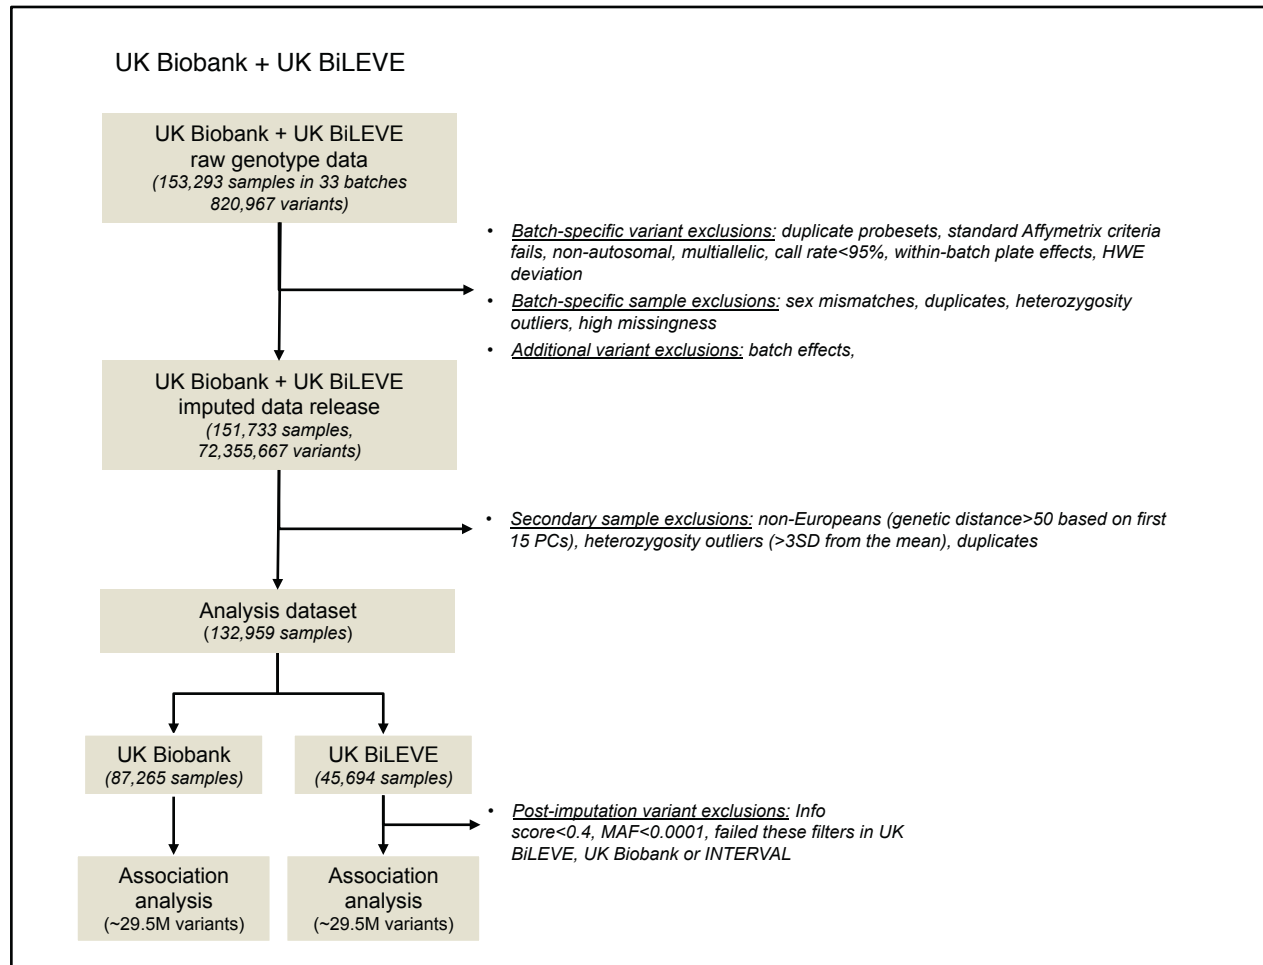 UK Biobank + UK BiLEVE
UK Biobank + UK BiLEVE
raw genotype data
(153,293 samples in 33 batches
820,967 variants)
• Batch-specific variant exclusions: duplicate probesets, standard Affymetrix criteria
fails, non-autosomal, multiallelic, call rate<95%, within-batch plate effects, HWE
deviation
• Batch-specific sample exclusions: sex mismatches, duplicates, heterozygosity
outliers, high missingness
• Additional variant exclusions: batch effects,
UK Biobank + UK BiLEVE
imputed data release
(151,733 samples,
72,355,667 variants)
• Secondary sample exclusions: non-Europeans (genetic distance>50 based on first
15 PCs), heterozygosity outliers (>3SD from the mean), duplicates
Analysis dataset
(132,959 samples)
UK Biobank
(87,265 samples)
UK BiLEVE
(45,694 samples)
• Post-imputation variant exclusions: Info
score<0.4, MAF<0.0001, failed these filters in UK
BiLEVE, UK Biobank or INTERVAL
Association
analysis
(~29.5M variants)
Association
analysis
(~29.5M variants)